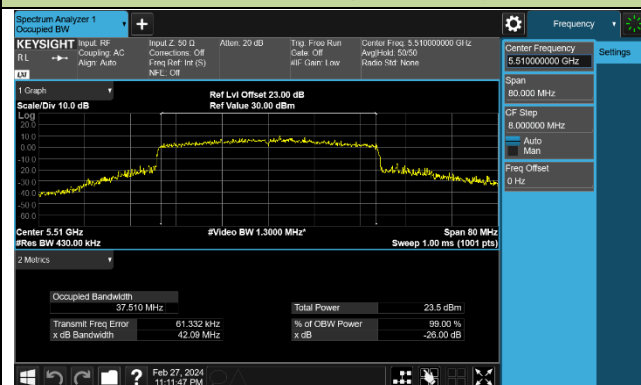 Spectrum Analyzer 1
Occupied BW
Frequency
KEYSIGHT Input: RF Input Z: 50 Ω Atten: 20 dB Trig: Free Run Center Freq: 5.510000000 GHz
RL Coupling: AC Corrections: Off Gate: Off Avg|Hold: 50/50
Align: Auto Freq Ref: Int (S) #IF Gain: Low Radio Std: None
LXI NFE: Off
Center Frequency
5.510000000 GHz
Settings
Span
80.000 MHz
CF Step
8.000000 MHz
Auto
Man
Freq Offset
0 Hz
1 Graph
Scale/Div 10.0 dB
Ref Lvl Offset 23.00 dB
Ref Value 30.00 dBm
Log
20.0
10.0
0.00
-10.0
-20.0
-30.0
-40.0
-50.0
-60.0
Center 5.51 GHz #Video BW 1.3000 MHz* Span 80 MHz
#Res BW 430.00 kHz Sweep 1.00 ms (1001 pts)
2 Metrics
Occupied Bandwidth
37.510 MHz Total Power 23.5 dBm
Transmit Freq Error 61.332 kHz % of OBW Power 99.00 %
x dB Bandwidth 42.09 MHz x dB -26.00 dB
Feb 27, 2024
11:11:47 PM